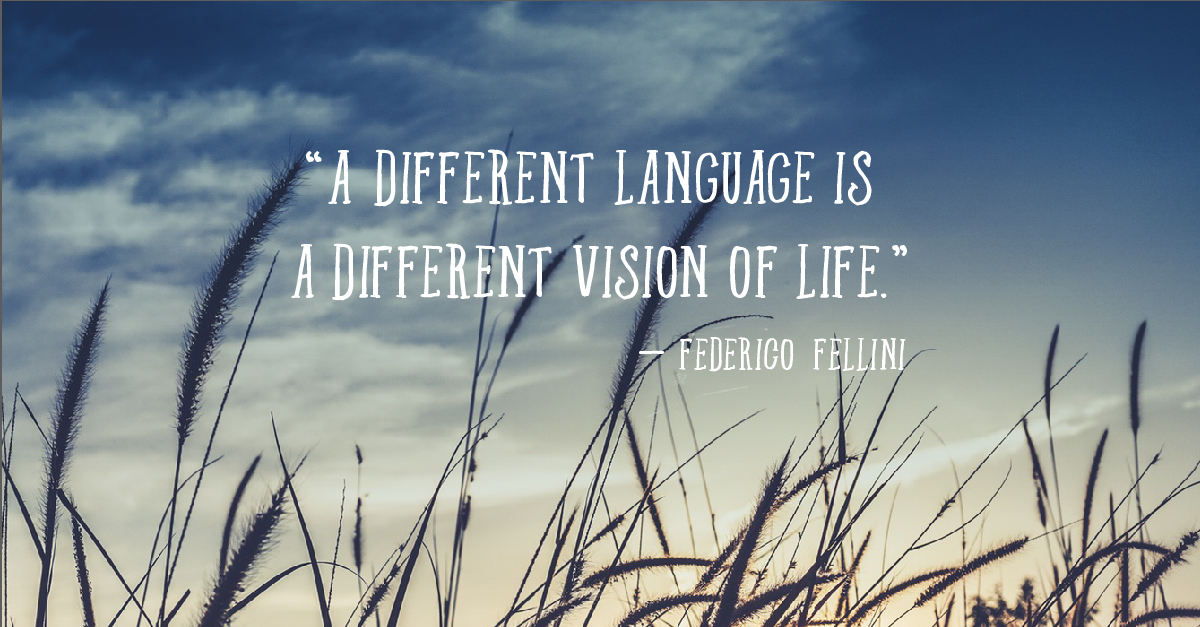 “A DIFFERENT LANGUAGE IS
A DIFFERENT VISION OF LIFE.”
— FEDERICO FELLINI